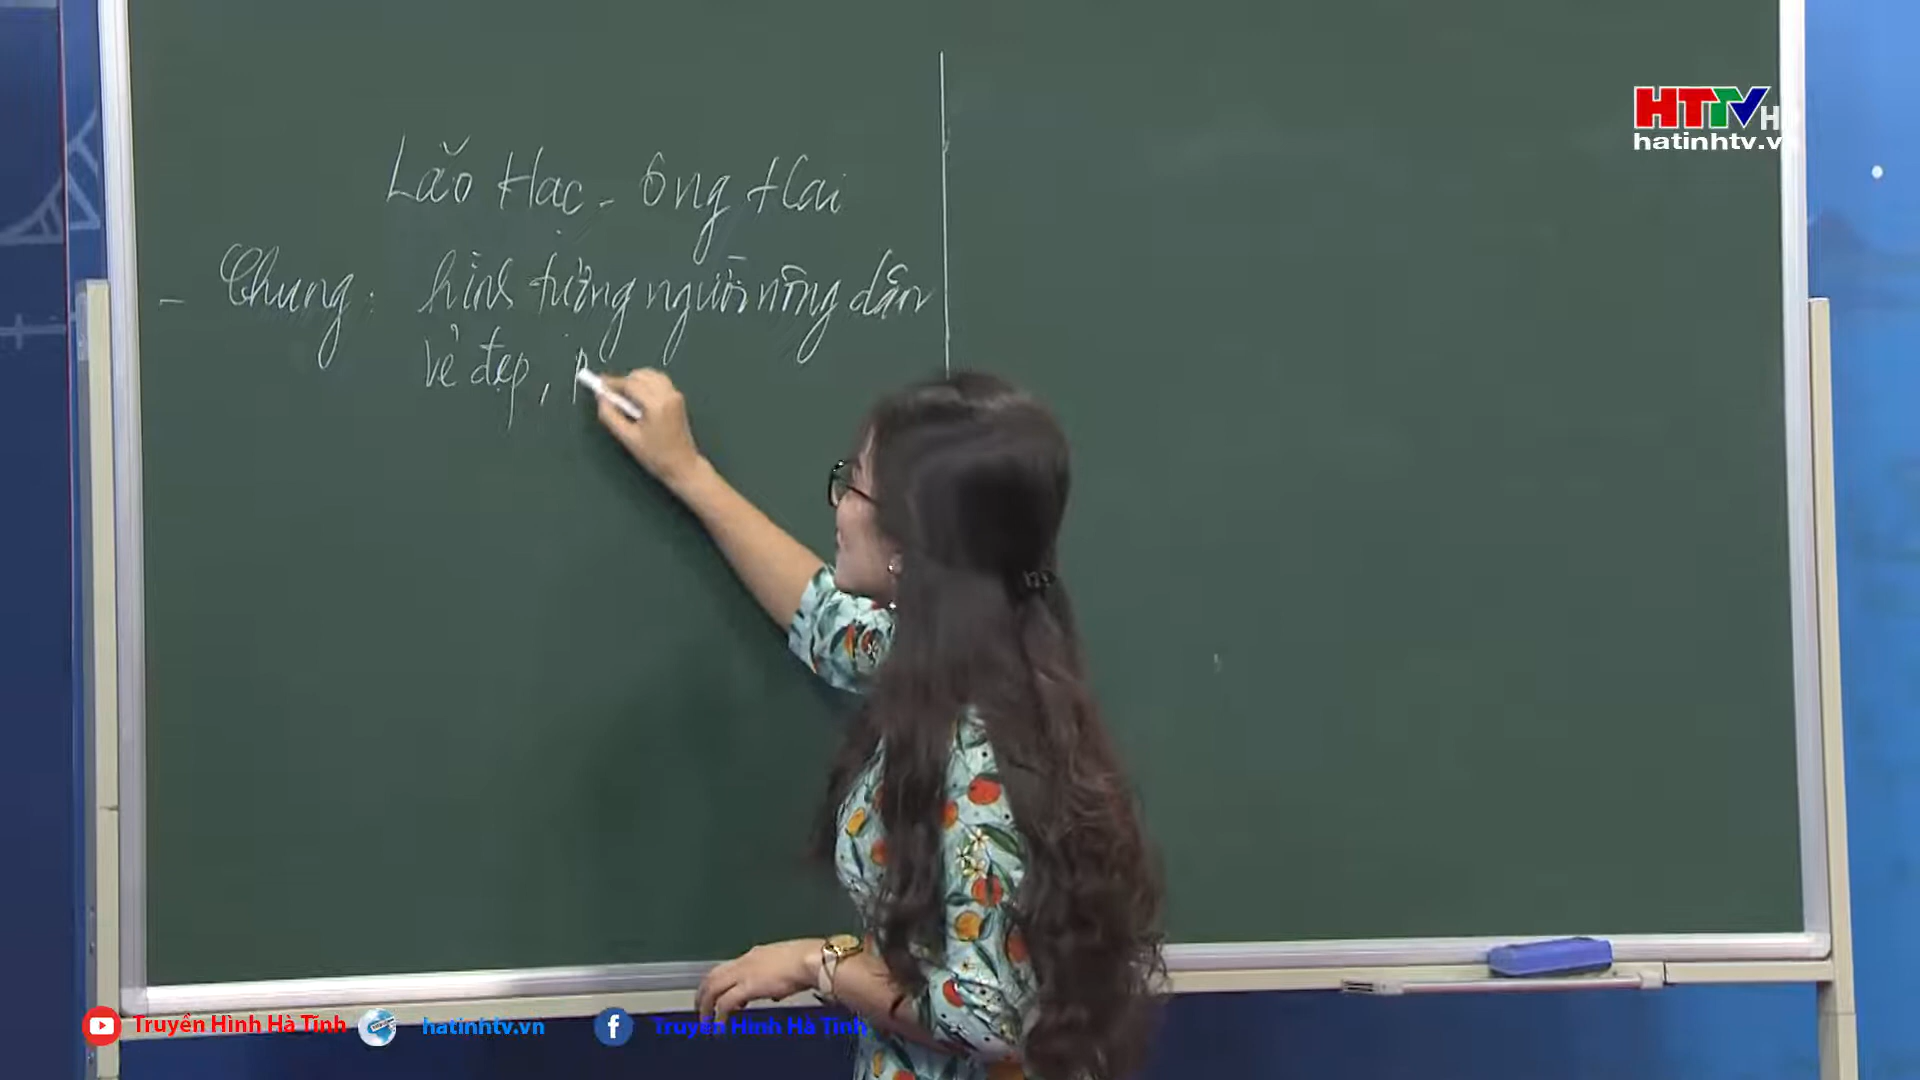 Lão Hạc - Ông Hai
- Chung: hình tượng người nông dân
vẻ đẹp, p
HTTV H
hatinhtv.v
Truyền Hình Hà Tĩnh
hatinhtv.vn
Truyền Hình Hà Tĩnh